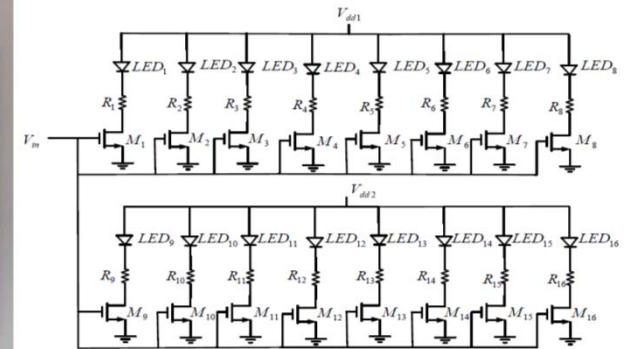 Vdd1
LED1 LED2 LED3 LED4 LED5 LED6 LED7 LED8
R1 R2 R3 R4 R5 R6 R7 R8
Vin M1 M2 M3 M4 M5 M6 M7 M8
Vdd2
LED9 LED10 LED11 LED12 LED13 LED14 LED15 LED16
R9 R10 R11 R12 R13 R14 R15 R16
M9 M10 M11 M12 M13 M14 M15 M16